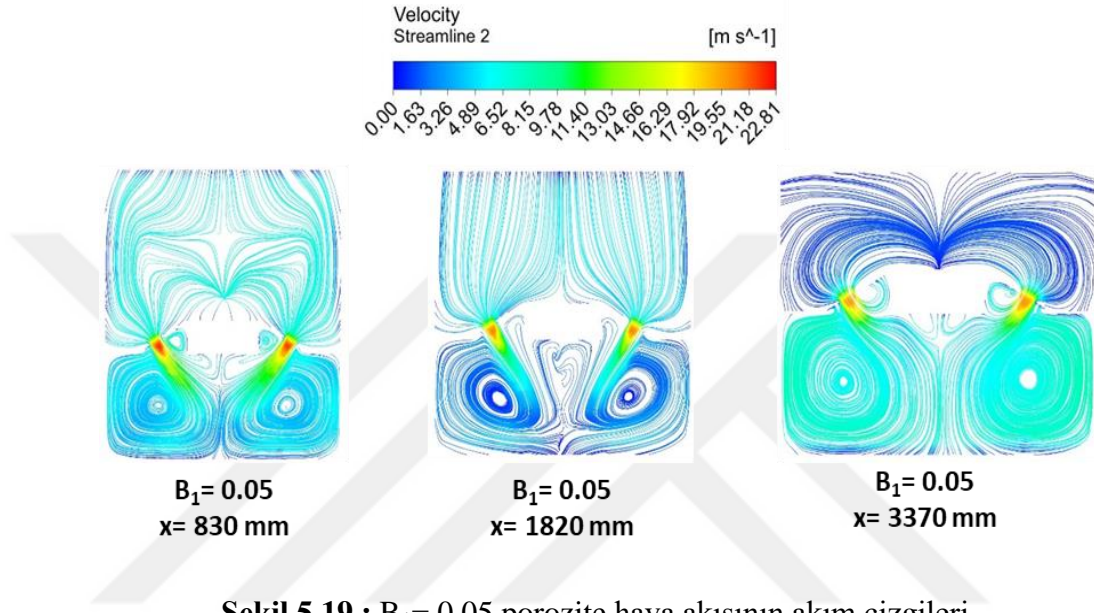 Velocity
Streamline 2
[m s^-1]
0.00 1.63 3.26 4.89 6.52 8.15 9.78 11.40 13.03 14.66 16.29 17.92 19.55 21.18 22.81
B₁= 0.05
x= 830 mm
B₁= 0.05
x= 1820 mm
B₁= 0.05
x= 3370 mm
Şekil 5.19 : B₁= 0.05 porozite hava akışının akım çizgileri